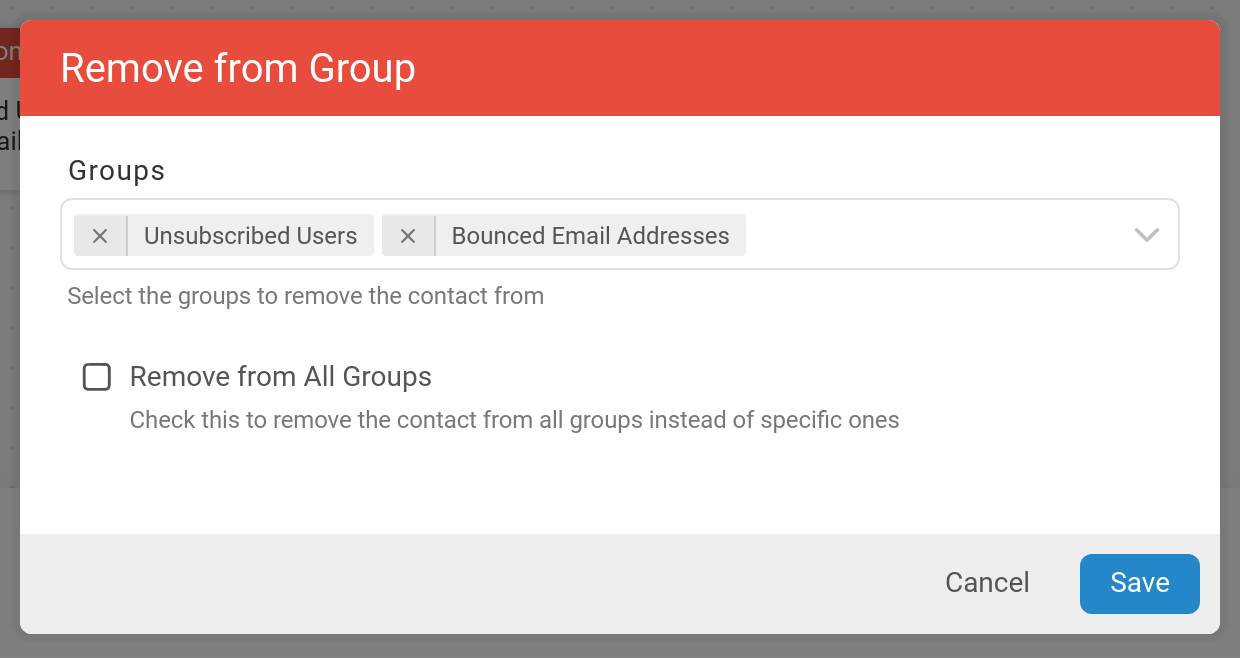 Remove from Group
Groups
Unsubscribed Users
Bounced Email Addresses
Select the groups to remove the contact from
Remove from All Groups
Check this to remove the contact from all groups instead of specific ones
Cancel
Save